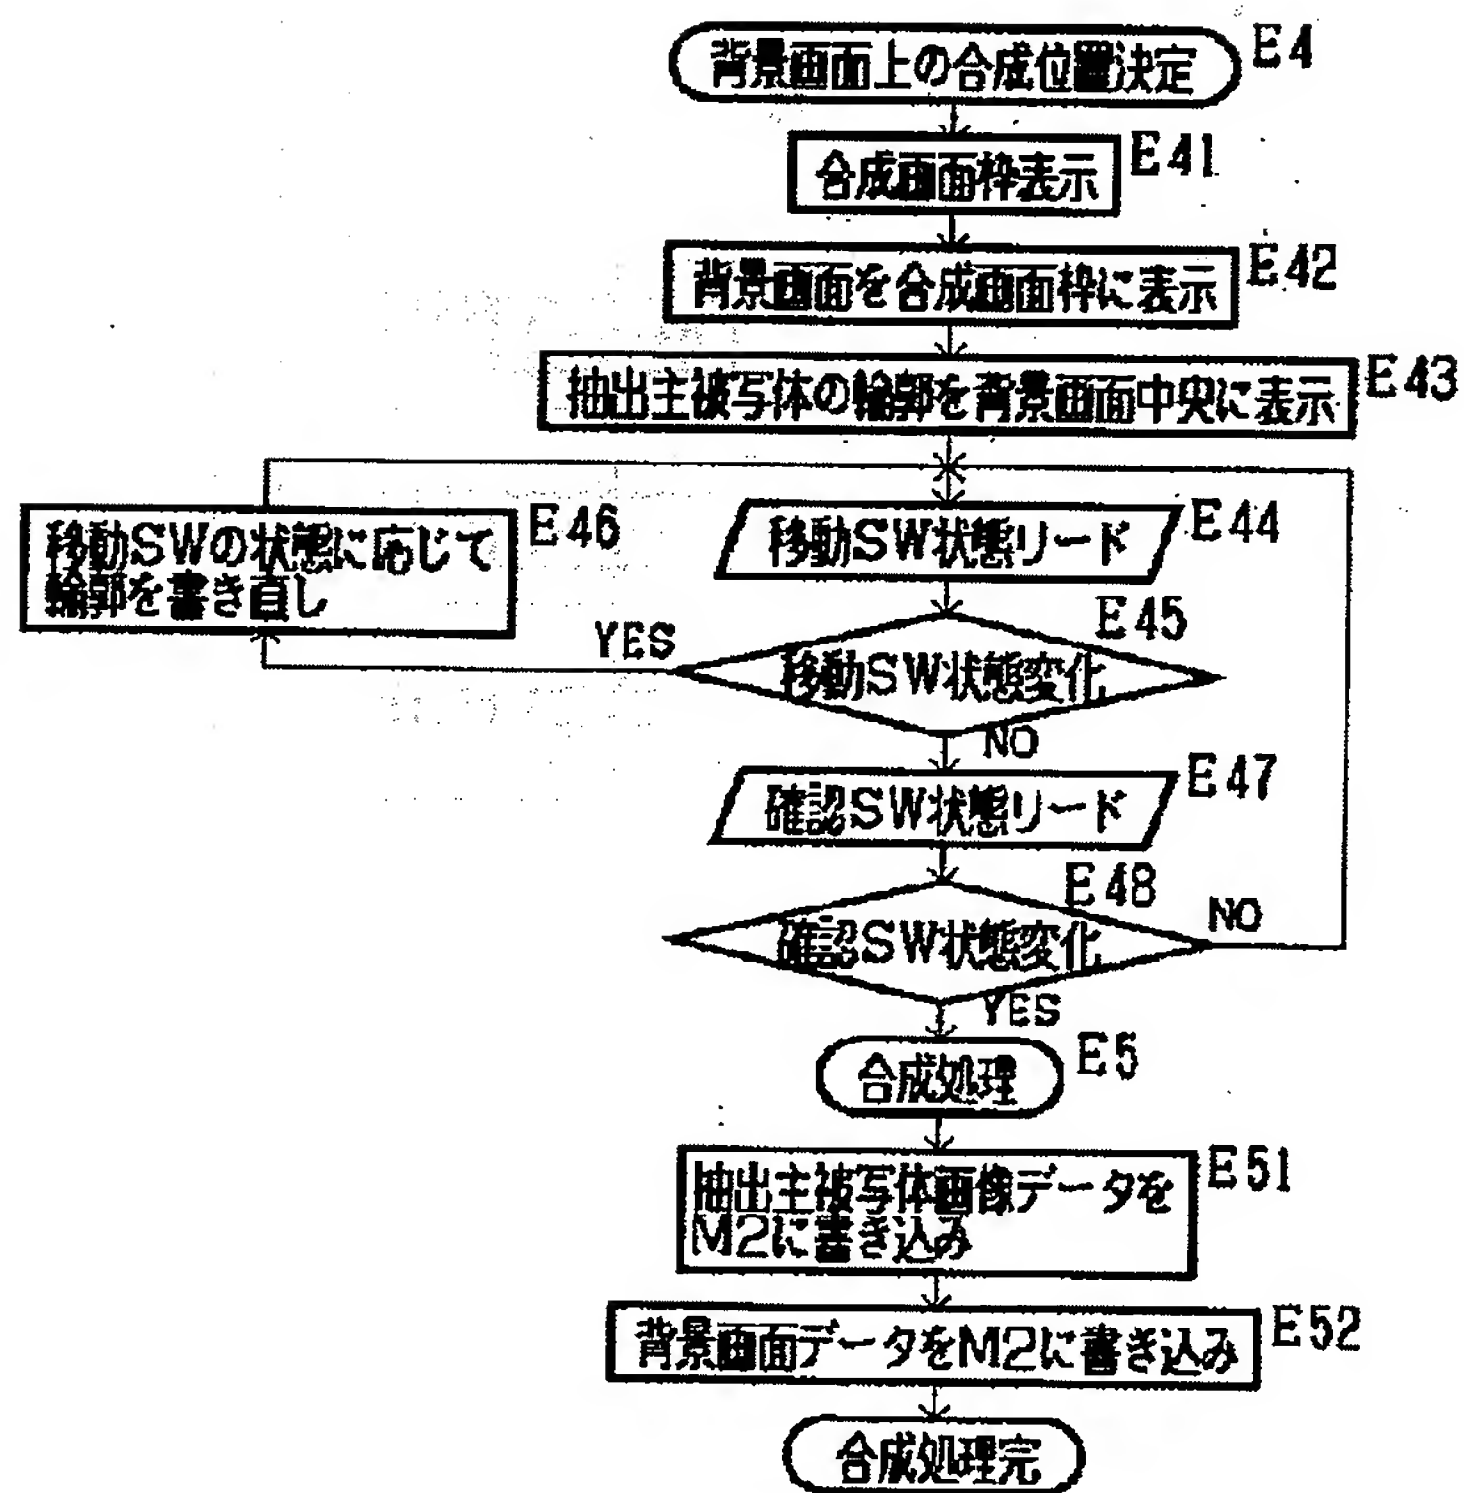 背景画面上の合成位置決定 E4
合成画面枠表示 E41
背景画面を合成画面枠に表示 E42
抽出主被写体の輪郭を背景画面中央に表示 E43
移動SW状態リード E44
移動SWの状態に応じて E46
輪郭を書き直し
E45
YES
移動SW状態変化
NO
確認SW状態リード E47
E48
NO
確認SW状態変化
YES
合成処理 E5
抽出主被写体画像データを E51
M2に書き込み
背景画面データをM2に書き込み E52
合成処理完